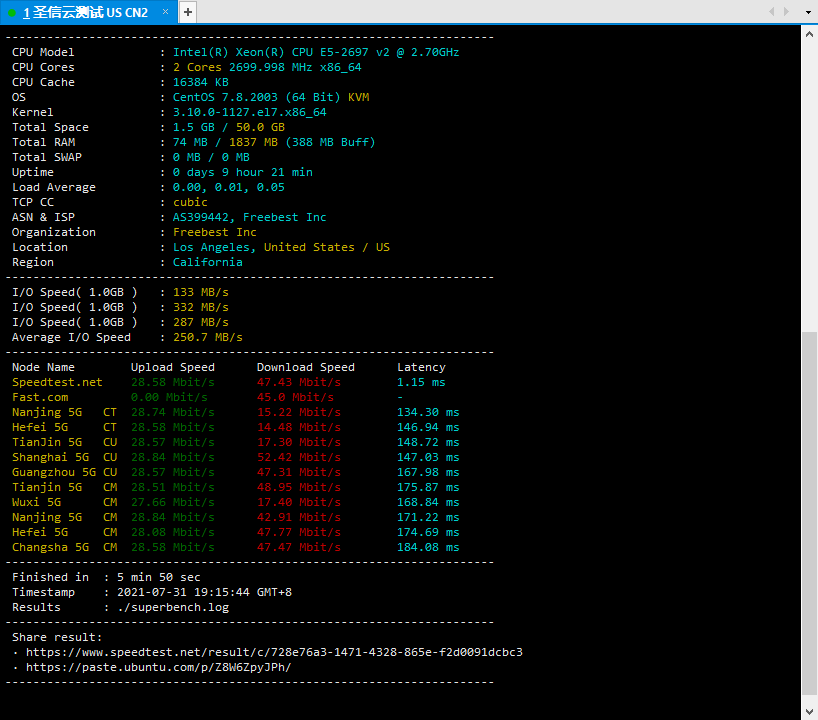 1 圣信云测试 US CN2 × +
-----------------------------------------------------------------------
CPU Model : Intel(R) Xeon(R) CPU E5-2697 v2 @ 2.70GHz
CPU Cores : 2 Cores 2699.998 MHz x86_64
CPU Cache : 16384 KB
OS : CentOS 7.8.2003 (64 Bit) KVM
Kernel : 3.10.0-1127.el7.x86_64
Total Space : 1.5 GB / 50.0 GB
Total RAM : 74 MB / 1837 MB (388 MB Buff)
Total SWAP : 0 MB / 0 MB
Uptime : 0 days 9 hour 21 min
Load Average : 0.00, 0.01, 0.05
TCP CC : cubic
ASN & ISP : AS399442, Freebest Inc
Organization : Freebest Inc
Location : Los Angeles, United States / US
Region : California
-----------------------------------------------------------------------
I/O Speed( 1.0GB ) : 133 MB/s
I/O Speed( 1.0GB ) : 332 MB/s
I/O Speed( 1.0GB ) : 287 MB/s
Average I/O Speed : 250.7 MB/s
-----------------------------------------------------------------------
Node Name Upload Speed Download Speed Latency
Speedtest.net 28.58 Mbit/s 47.43 Mbit/s 1.15 ms
Fast.com 0.00 Mbit/s 45.0 Mbit/s -
Nanjing 5G CT 28.74 Mbit/s 15.22 Mbit/s 134.30 ms
Hefei 5G CT 28.58 Mbit/s 14.48 Mbit/s 146.94 ms
TianJin 5G CU 28.57 Mbit/s 17.30 Mbit/s 148.72 ms
Shanghai 5G CU 28.84 Mbit/s 52.42 Mbit/s 147.03 ms
Guangzhou 5G CU 28.57 Mbit/s 47.31 Mbit/s 167.98 ms
Tianjin 5G CM 28.51 Mbit/s 48.95 Mbit/s 175.87 ms
Wuxi 5G CM 27.66 Mbit/s 17.40 Mbit/s 168.84 ms
Nanjing 5G CM 28.84 Mbit/s 42.91 Mbit/s 171.22 ms
Hefei 5G CM 28.08 Mbit/s 47.77 Mbit/s 174.69 ms
Changsha 5G CM 28.58 Mbit/s 47.47 Mbit/s 184.08 ms
-----------------------------------------------------------------------
Finished in : 5 min 50 sec
Timestamp : 2021-07-31 19:15:44 GMT+8
Results : ./superbench.log
-----------------------------------------------------------------------
Share result:
· https://www.speedtest.net/result/c/728e76a3-1471-4328-865e-f2d0091dcbc3
· https://paste.ubuntu.com/p/Z8W6ZpyJPh/
-----------------------------------------------------------------------